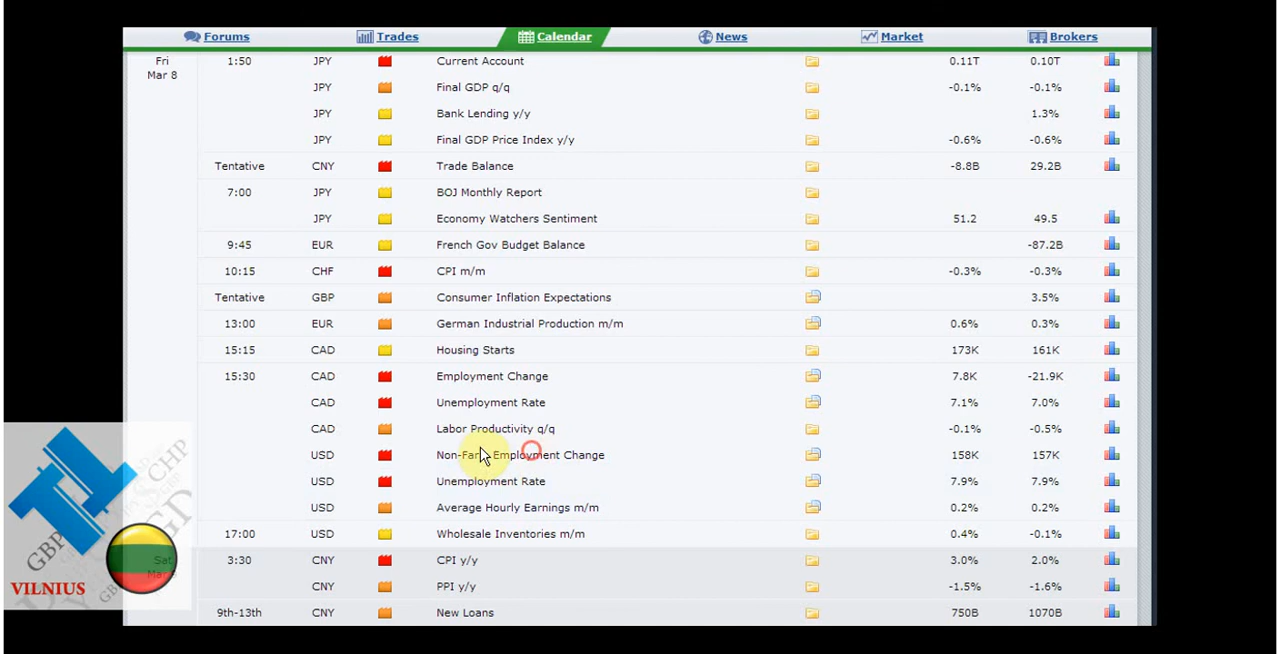 Forums Trades Calendar News Market Brokers
Fri 1:50 JPY Current Account 0.11T 0.10T
Mar 8
JPY Final GDP q/q -0.1% -0.1%
JPY Bank Lending y/y 1.3%
JPY Final GDP Price Index y/y -0.6% -0.6%
Tentative CNY Trade Balance -8.8B 29.2B
7:00 JPY BOJ Monthly Report
JPY Economy Watchers Sentiment 51.2 49.5
9:45 EUR French Gov Budget Balance -87.2B
10:15 CHF CPI m/m -0.3% -0.3%
Tentative GBP Consumer Inflation Expectations 3.5%
13:00 EUR German Industrial Production m/m 0.6% 0.3%
15:15 CAD Housing Starts 173K 161K
15:30 CAD Employment Change 7.8K -21.9K
CAD Unemployment Rate 7.1% 7.0%
CAD Labor Productivity q/q -0.1% -0.5%
USD Non-Farm Employment Change 158K 157K
USD Unemployment Rate 7.9% 7.9%
USD Average Hourly Earnings m/m 0.2% 0.2%
17:00 USD Wholesale Inventories m/m 0.4% -0.1%
Sat 3:30 CNY CPI y/y 3.0% 2.0%
CNY PPI y/y -1.5% -1.6%
9th-13th CNY New Loans 750B 1070B
CHP
GBP
VILNIUS